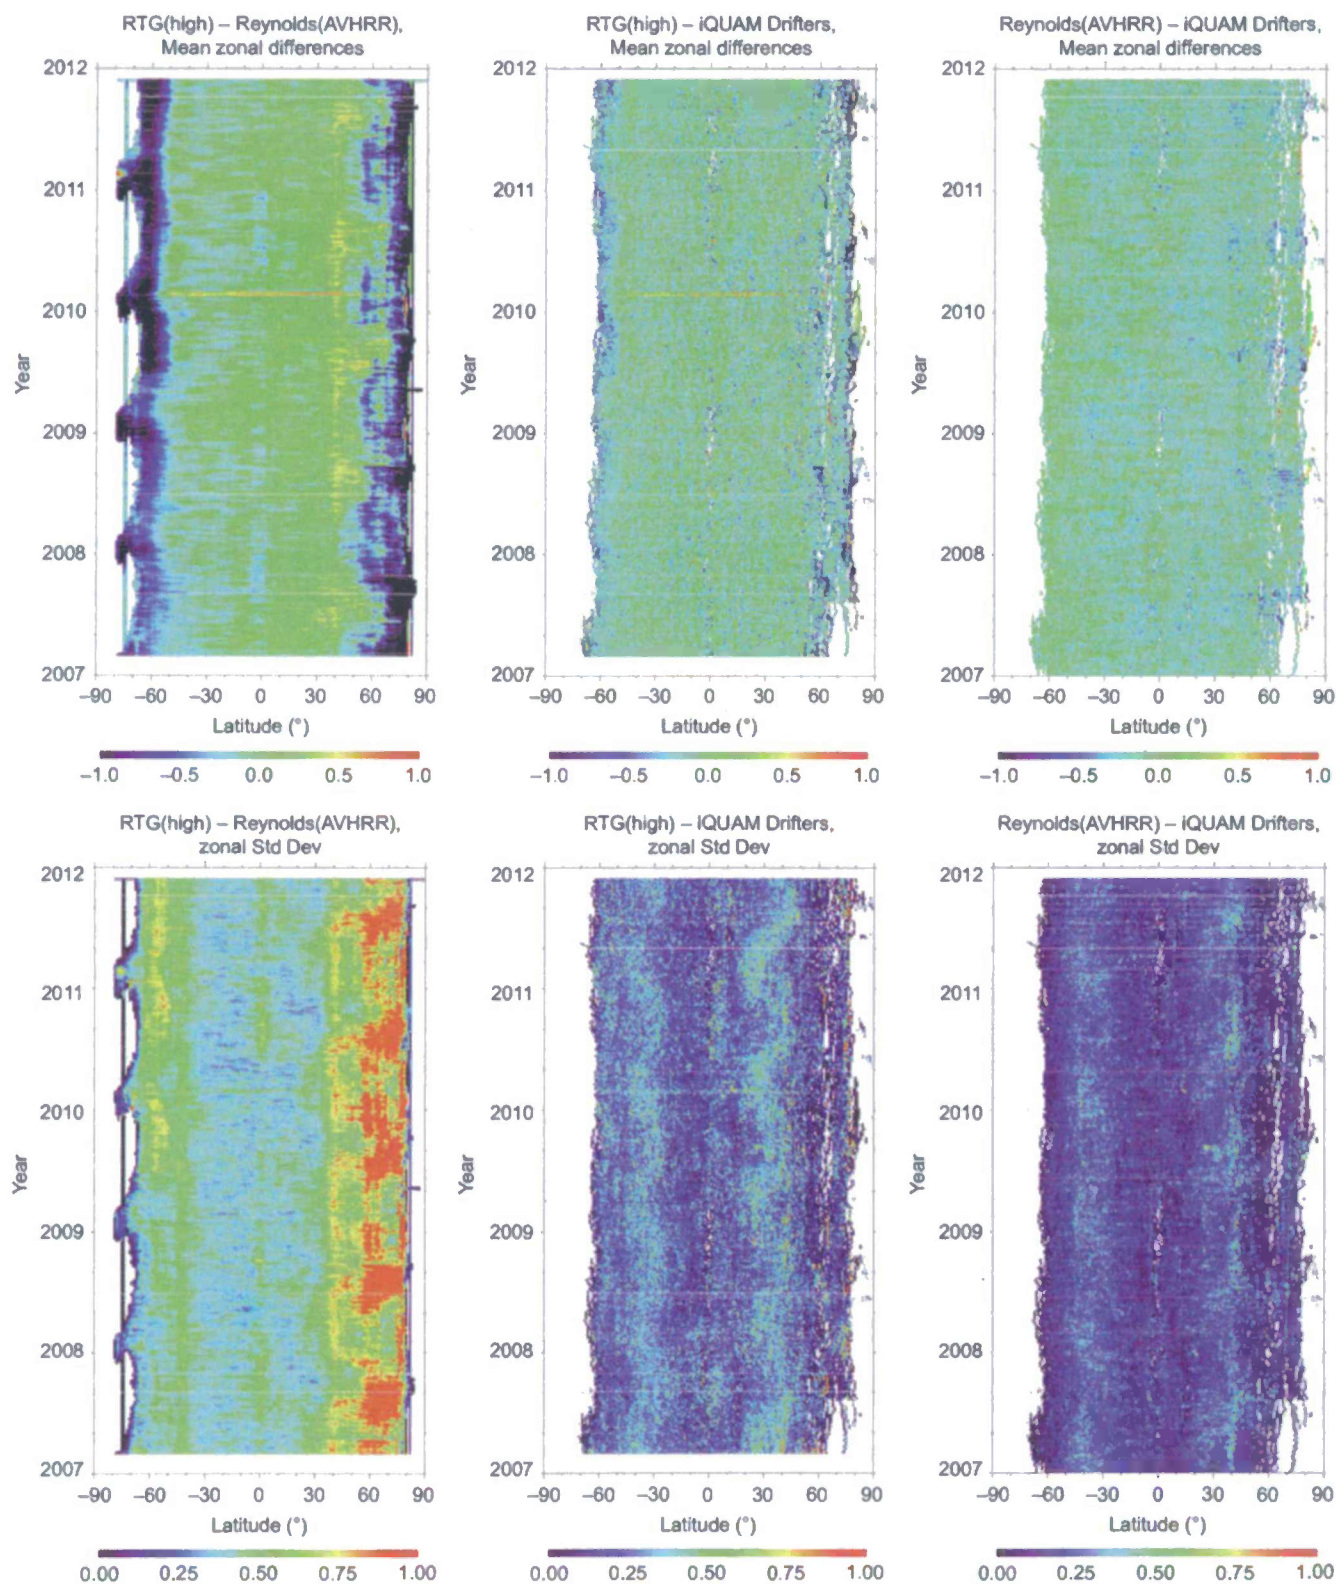 RTG(high) – Reynolds(AVHRR),
Mean zonal differences
2012
2011
2010
2009
2008
2007
Year
−90 −60 −30 0 30 60 90
Latitude (°)
−1.0 −0.5 0.0 0.5 1.0
RTG(high) – iQUAM Drifters,
Mean zonal differences
2012
2011
2010
2009
2008
2007
Year
−90 −60 −30 0 30 60 90
Latitude (°)
−1.0 −0.5 0.0 0.5 1.0
Reynolds(AVHRR) – iQUAM Drifters,
Mean zonal differences
2012
2011
2010
2009
2008
2007
Year
−90 −60 −30 0 30 60 90
Latitude (°)
−1.0 −0.5 0.0 0.5 1.0
RTG(high) – Reynolds(AVHRR),
zonal Std Dev
2012
2011
2010
2009
2008
2007
Year
−90 −60 −30 0 30 60 90
Latitude (°)
0.00 0.25 0.50 0.75 1.00
RTG(high) – iQUAM Drifters,
zonal Std Dev
2012
2011
2010
2009
2008
2007
Year
−90 −60 −30 0 30 60 90
Latitude (°)
0.00 0.25 0.50 0.75 1.00
Reynolds(AVHRR) – iQUAM Drifters,
zonal Std Dev
2012
2011
2010
2009
2008
2007
Year
−90 −60 −30 0 30 60 90
Latitude (°)
0.00 0.25 0.50 0.75 1.00